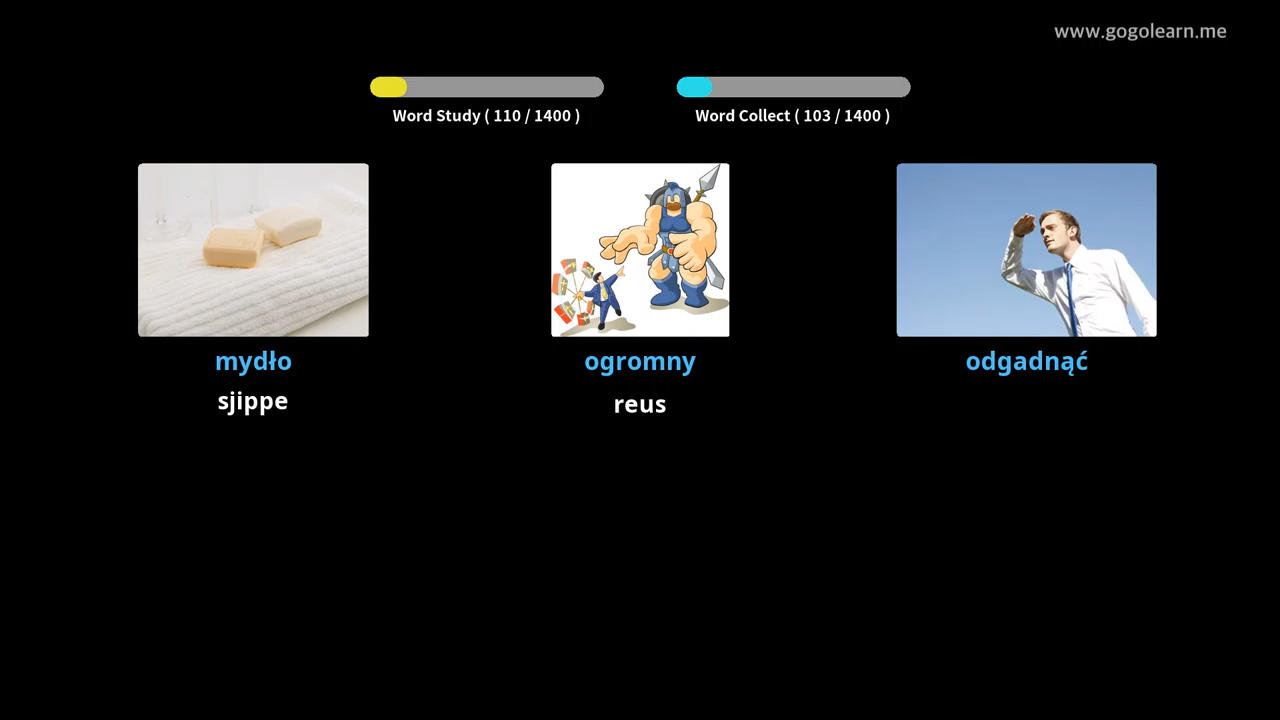 www.gogolearn.me
Word Study ( 110 / 1400 )
Word Collect ( 103 / 1400 )
mydło
ogromny
odgadnąć
sjippe
reus